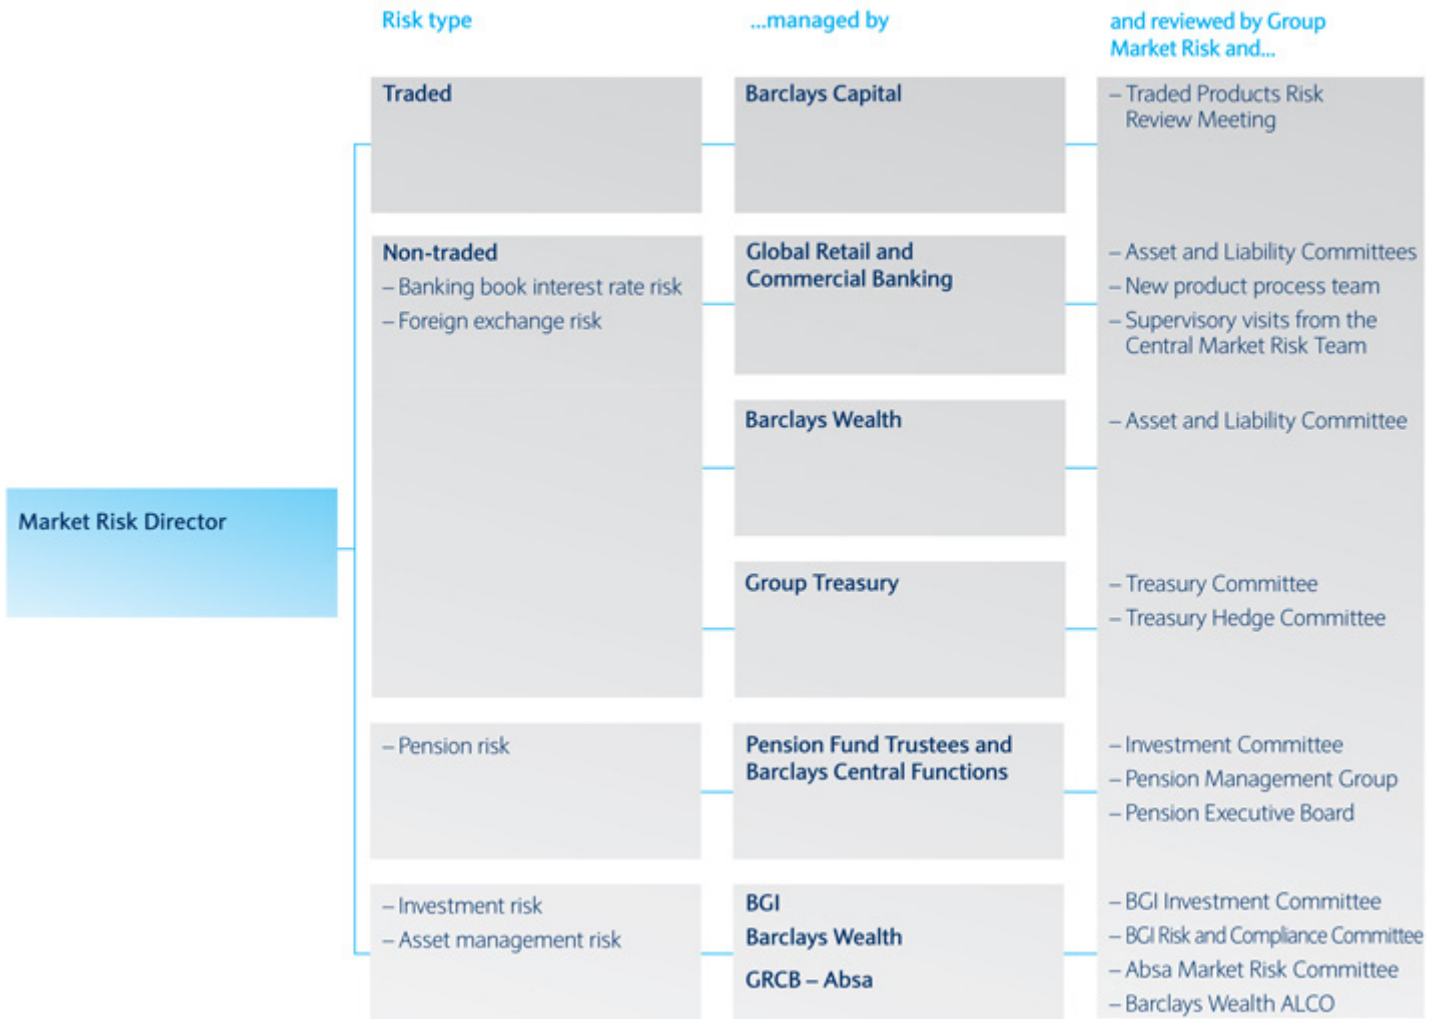 Risk type
...managed by
and reviewed by Group
Market Risk and...
Market Risk Director
Traded
Barclays Capital
– Traded Products Risk
Review Meeting
Non-traded
– Banking book interest rate risk
– Foreign exchange risk
Global Retail and
Commercial Banking
– Asset and Liability Committees
– New product process team
– Supervisory visits from the
Central Market Risk Team
Barclays Wealth
– Asset and Liability Committee
Group Treasury
– Treasury Committee
– Treasury Hedge Committee
– Pension risk
Pension Fund Trustees and
Barclays Central Functions
– Investment Committee
– Pension Management Group
– Pension Executive Board
– Investment risk
– Asset management risk
BGI
Barclays Wealth
GRCB – Absa
– BGI Investment Committee
– BGI Risk and Compliance Committee
– Absa Market Risk Committee
– Barclays Wealth ALCO